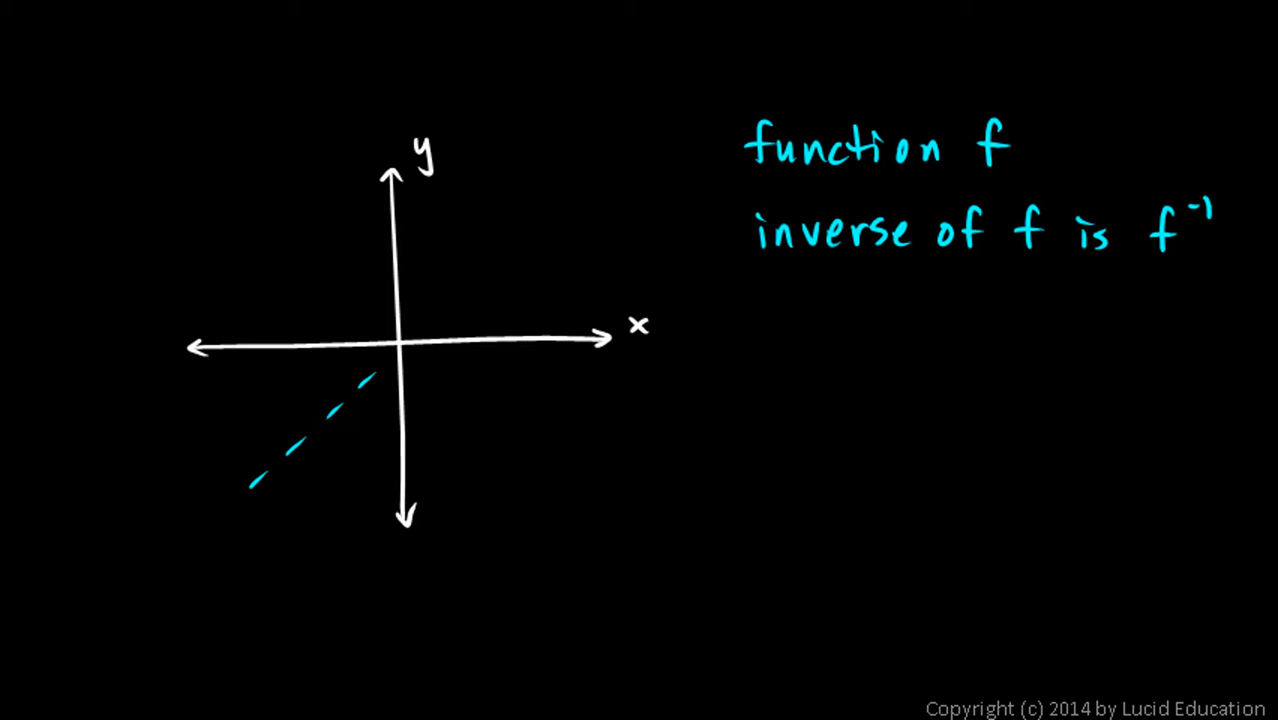 y
function f
inverse of f is f⁻¹
x
Copyright (c) 2014 by Lucid Education